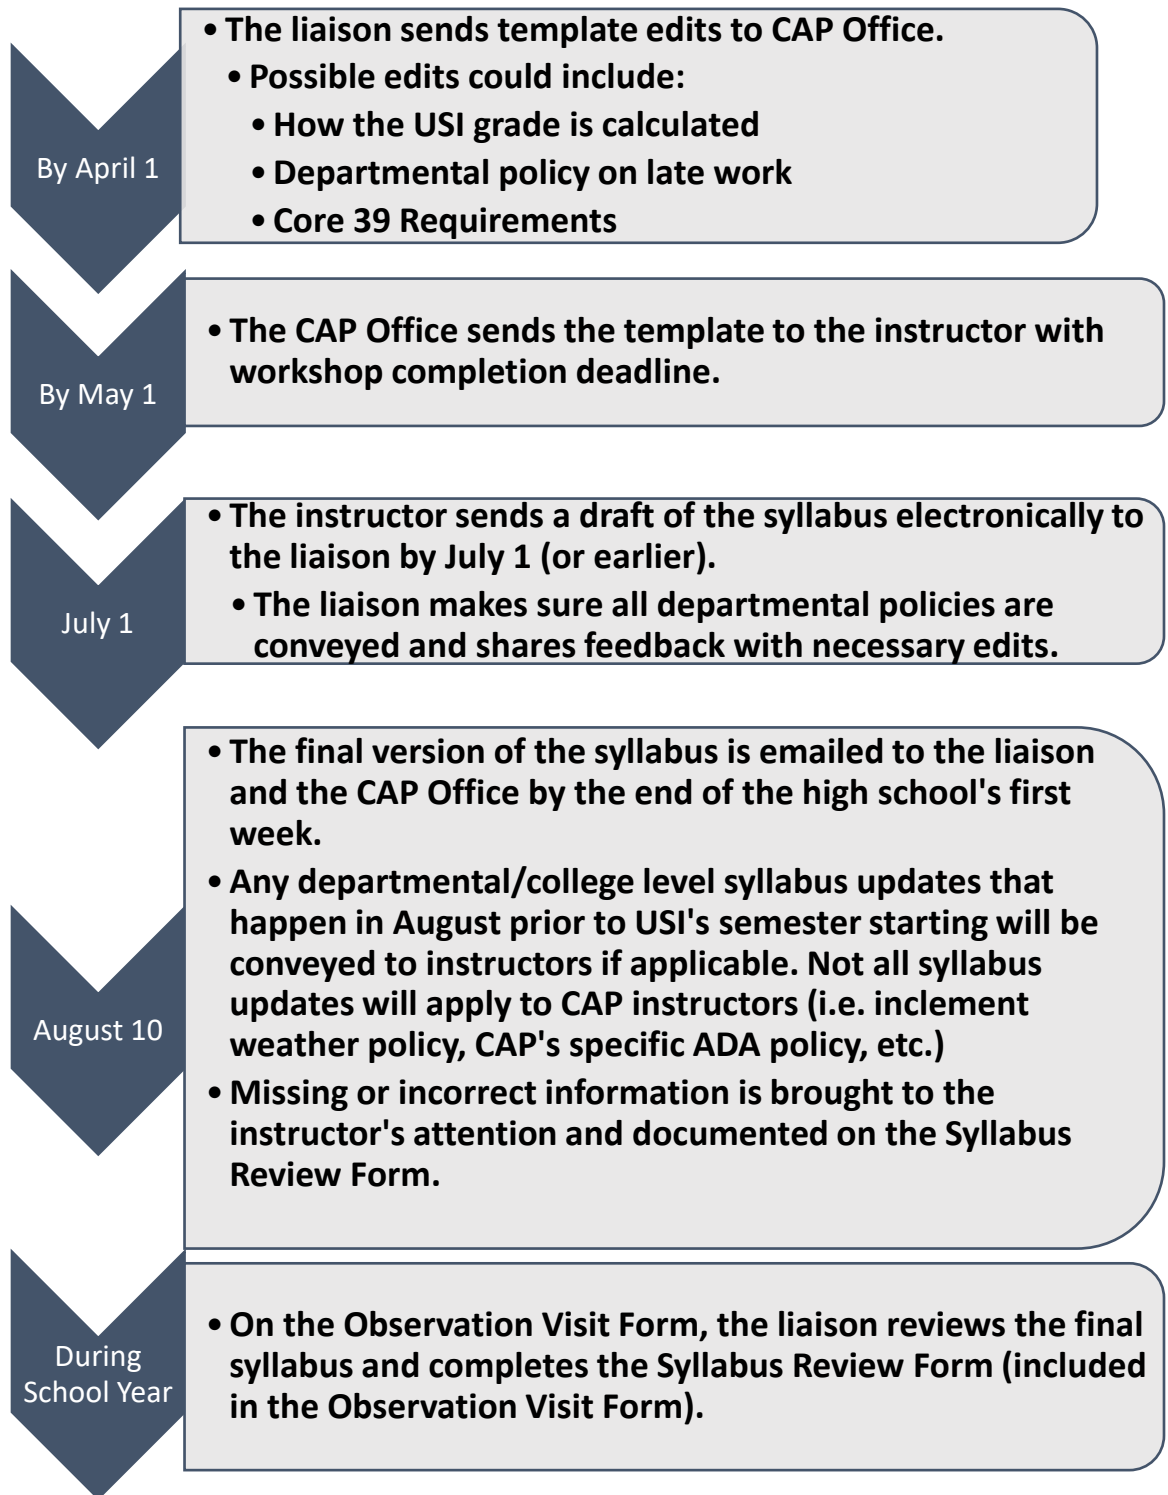 By April 1
• The liaison sends template edits to CAP Office.
• Possible edits could include:
• How the USI grade is calculated
• Departmental policy on late work
• Core 39 Requirements
By May 1
• The CAP Office sends the template to the instructor with
workshop completion deadline.
July 1
• The instructor sends a draft of the syllabus electronically to
the liaison by July 1 (or earlier).
• The liaison makes sure all departmental policies are
conveyed and shares feedback with necessary edits.
August 10
• The final version of the syllabus is emailed to the liaison
and the CAP Office by the end of the high school's first
week.
• Any departmental/college level syllabus updates that
happen in August prior to USI's semester starting will be
conveyed to instructors if applicable. Not all syllabus
updates will apply to CAP instructors (i.e. inclement
weather policy, CAP's specific ADA policy, etc.)
• Missing or incorrect information is brought to the
instructor's attention and documented on the Syllabus
Review Form.
During
School Year
• On the Observation Visit Form, the liaison reviews the final
syllabus and completes the Syllabus Review Form (included
in the Observation Visit Form).